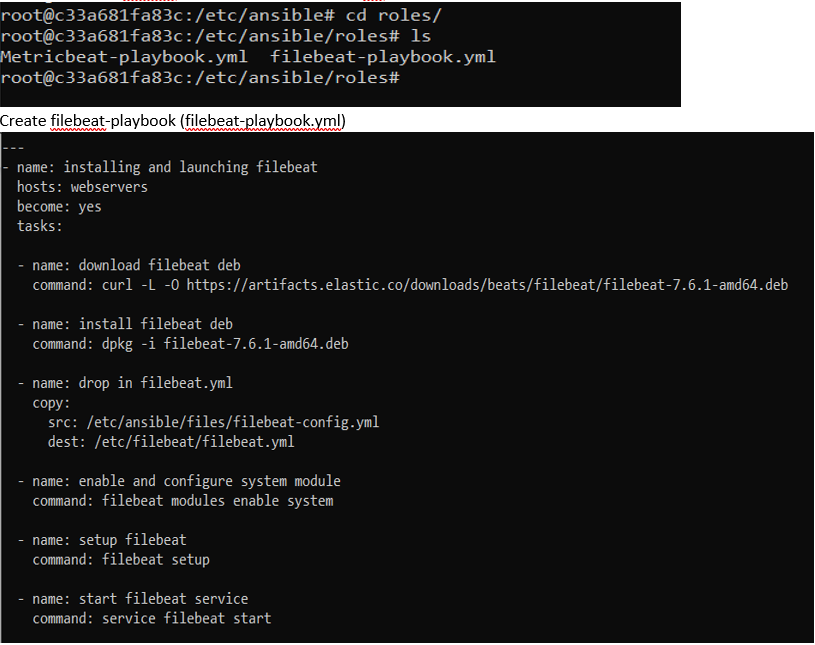 root@c33a681fa83c:/etc/ansible# cd roles/
root@c33a681fa83c:/etc/ansible/roles# ls
Metricbeat-playbook.yml  filebeat-playbook.yml
root@c33a681fa83c:/etc/ansible/roles#
Create filebeat-playbook (filebeat-playbook.yml)
---
- name: installing and launching filebeat
  hosts: webservers
  become: yes
  tasks:
  - name: download filebeat deb
    command: curl -L -O https://artifacts.elastic.co/downloads/beats/filebeat/filebeat-7.6.1-amd64.deb
  - name: install filebeat deb
    command: dpkg -i filebeat-7.6.1-amd64.deb
  - name: drop in filebeat.yml
    copy:
      src: /etc/ansible/files/filebeat-config.yml
      dest: /etc/filebeat/filebeat.yml
  - name: enable and configure system module
    command: filebeat modules enable system
  - name: setup filebeat
    command: filebeat setup
  - name: start filebeat service
    command: service filebeat start